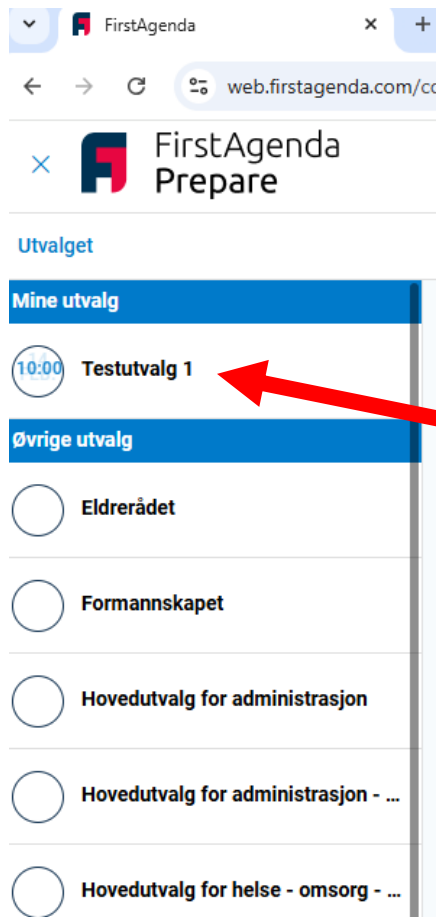 FirstAgenda
web.firstagenda.com/co
FirstAgenda
Prepare
Utvalget
Mine utvalg
10:00
Testutvalg 1
Øvrige utvalg
Eldrerådet
Formannskapet
Hovedutvalg for administrasjon
Hovedutvalg for administrasjon - ...
Hovedutvalg for helse - omsorg - ...